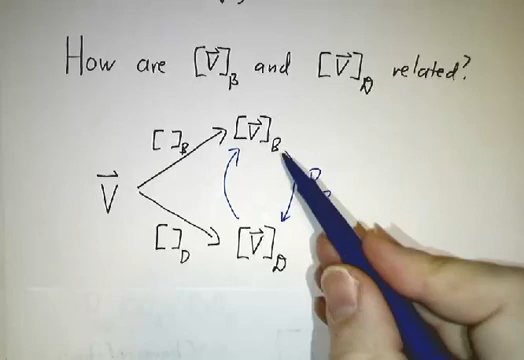 How are [V⃗]_B and [V⃗]_D related?
[ ]_B [V⃗]_B
V⃗
[ ]_D [V⃗]_D